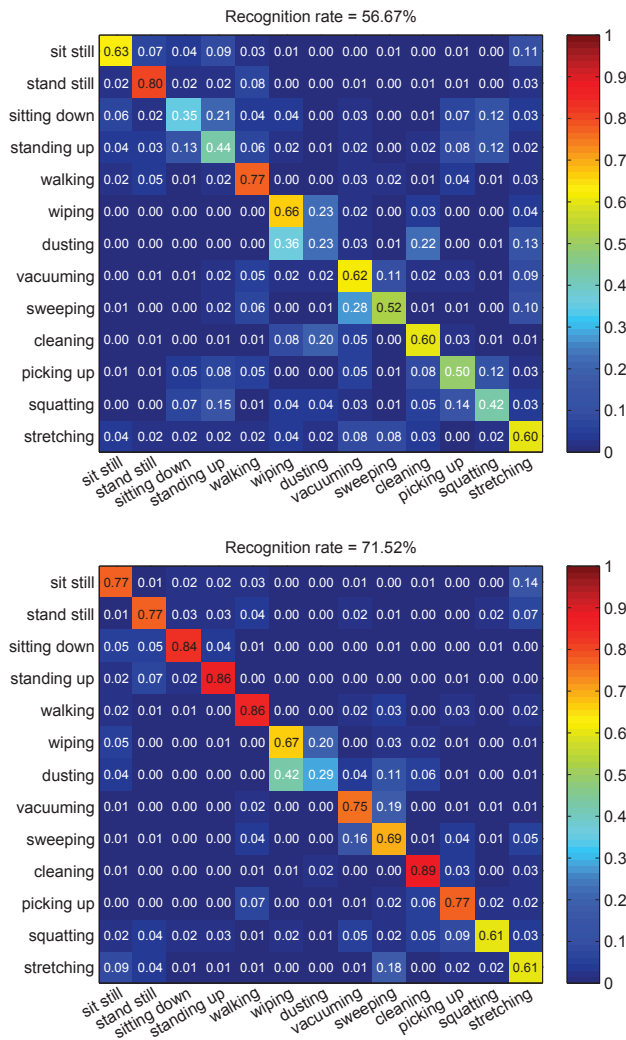 Recognition rate = 56.67%
sit still 0.63 0.07 0.04 0.09 0.03 0.01 0.00 0.00 0.00 0.01 0.01 0.00 0.11
stand still 0.02 0.80 0.02 0.02 0.08 0.00 0.00 0.01 0.00 0.01 0.01 0.00 0.03
sitting down 0.06 0.02 0.35 0.21 0.04 0.04 0.00 0.03 0.00 0.01 0.07 0.12 0.03
standing up 0.04 0.03 0.13 0.44 0.06 0.02 0.01 0.02 0.01 0.02 0.08 0.12 0.02
walking 0.02 0.05 0.01 0.02 0.77 0.00 0.00 0.03 0.02 0.01 0.04 0.01 0.03
wiping 0.00 0.00 0.00 0.00 0.00 0.66 0.23 0.02 0.00 0.03 0.00 0.00 0.04
dusting 0.00 0.00 0.00 0.00 0.00 0.36 0.23 0.03 0.01 0.22 0.00 0.00 0.13
vacuuming 0.00 0.01 0.01 0.02 0.05 0.02 0.02 0.62 0.11 0.02 0.03 0.01 0.09
sweeping 0.01 0.00 0.00 0.02 0.06 0.00 0.01 0.28 0.52 0.01 0.01 0.00 0.10
cleaning 0.00 0.01 0.00 0.01 0.01 0.08 0.20 0.05 0.00 0.60 0.03 0.01 0.01
picking up 0.01 0.01 0.05 0.08 0.05 0.00 0.00 0.05 0.01 0.08 0.50 0.12 0.03
squatting 0.00 0.00 0.07 0.15 0.01 0.04 0.04 0.03 0.01 0.05 0.14 0.42 0.03
stretching 0.04 0.02 0.02 0.02 0.02 0.04 0.02 0.08 0.08 0.03 0.00 0.02 0.60
sit still stand still sitting down standing up walking wiping dusting vacuuming sweeping cleaning picking up squatting stretching
1
0.9
0.8
0.7
0.6
0.5
0.4
0.3
0.2
0.1
0
Recognition rate = 71.52%
sit still 0.77 0.01 0.02 0.02 0.03 0.00 0.00 0.01 0.00 0.01 0.00 0.00 0.14
stand still 0.01 0.77 0.03 0.03 0.04 0.00 0.00 0.01 0.00 0.00 0.00 0.02 0.07
sitting down 0.05 0.05 0.84 0.04 0.01 0.00 0.00 0.00 0.00 0.00 0.00 0.00 0.00
standing up 0.02 0.07 0.02 0.86 0.00 0.00 0.00 0.00 0.00 0.00 0.01 0.00 0.01
walking 0.02 0.01 0.01 0.00 0.86 0.00 0.00 0.02 0.03 0.00 0.03 0.00 0.02
wiping 0.05 0.00 0.00 0.01 0.00 0.67 0.20 0.00 0.03 0.02 0.01 0.00 0.01
dusting 0.04 0.00 0.00 0.00 0.00 0.42 0.29 0.04 0.11 0.06 0.01 0.01 0.01
vacuuming 0.01 0.00 0.00 0.00 0.02 0.00 0.00 0.75 0.19 0.00 0.01 0.01 0.01
sweeping 0.01 0.01 0.00 0.00 0.04 0.00 0.00 0.16 0.69 0.01 0.04 0.01 0.05
cleaning 0.01 0.00 0.00 0.00 0.00 0.01 0.02 0.00 0.01 0.89 0.03 0.00 0.03
picking up 0.00 0.00 0.00 0.00 0.07 0.00 0.01 0.01 0.02 0.06 0.77 0.02 0.02
squatting 0.02 0.04 0.02 0.03 0.01 0.02 0.01 0.05 0.02 0.05 0.09 0.61 0.03
stretching 0.09 0.04 0.01 0.01 0.01 0.00 0.00 0.01 0.18 0.00 0.02 0.02 0.61
sit still stand still sitting down standing up walking wiping dusting vacuuming sweeping cleaning picking up squatting stretching
1
0.9
0.8
0.7
0.6
0.5
0.4
0.3
0.2
0.1
0